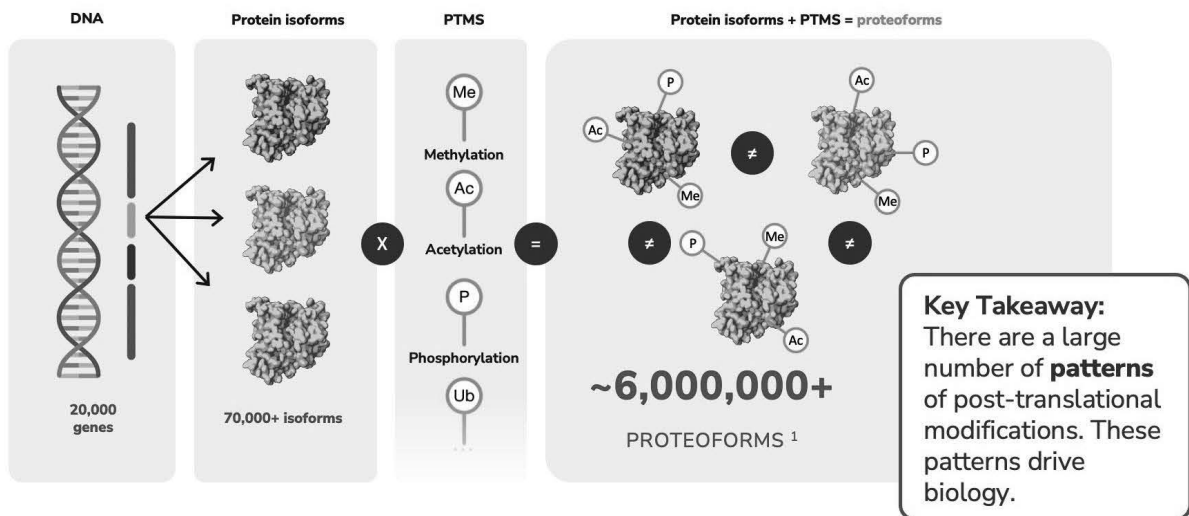 DNA
20,000
genes
Protein isoforms
70,000+ isoforms
X
PTMS
Me
Methylation
Ac
Acetylation
P
Phosphorylation
Ub
...
=
Protein isoforms + PTMS = proteoforms
P
Ac
Me
≠
Ac
P
Me
≠
≠
P
Me
Ac
~6,000,000+
PROTEOFORMS 1
Key Takeaway:
There are a large
number of patterns
of post-translational
modifications. These
patterns drive
biology.